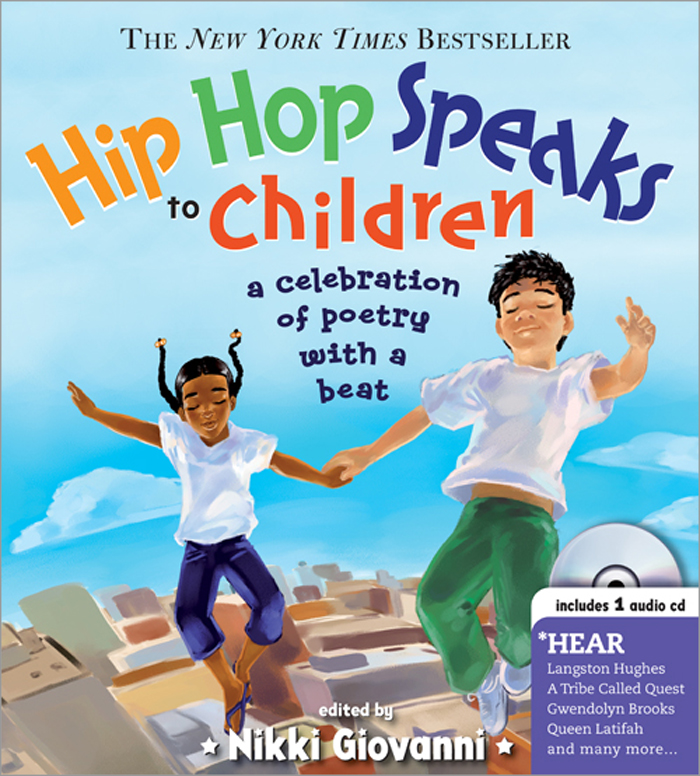 THE NEW YORK TIMES BESTSELLER
Hip Hop Speaks
to Children
a celebration
of poetry
with a
beat
includes 1 audio cd
*HEAR
Langston Hughes
A Tribe Called Quest
Gwendolyn Brooks
Queen Latifah
and many more...
edited by
★ Nikki Giovanni ★